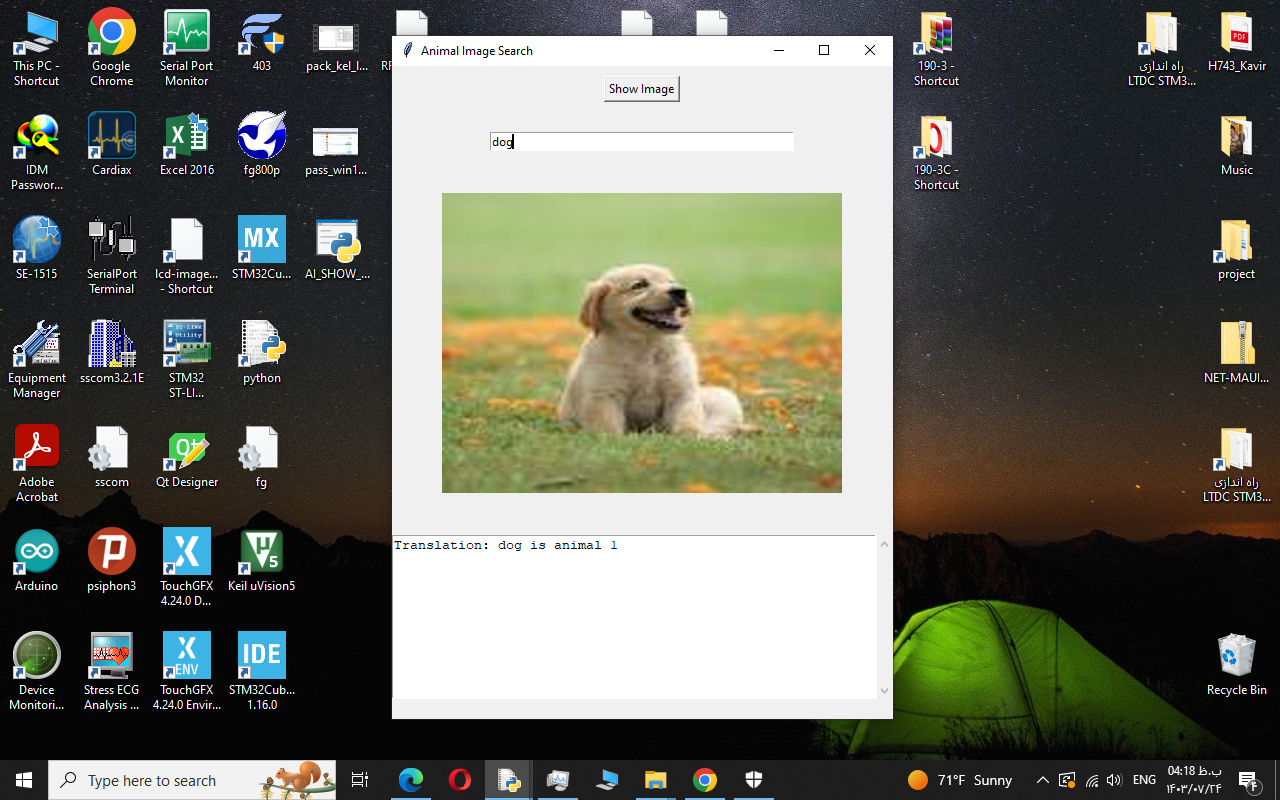 This PC -
Shortcut
Google
Chrome
Serial Port
Monitor
403
pack_kel_l...
190-3 -
Shortcut
راه اندازی
LTDC STM3...
H743_Kavir
PDF
Animal Image Search
Show Image
dog
IDM
Passwor...
Cardiax
Excel 2016
fg800p
pass_win1...
190-3C -
Shortcut
Music
SE-1515
SerialPort
Terminal
lcd-image...
- Shortcut
MX
STM32Cu...
AI_SHOW_...
project
Equipment
Manager
sscom3.2.1E
STM32
ST-LI...
python
NET-MAUI...
Adobe
Acrobat
sscom
Qt Designer
fg
راه اندازی
LTDC STM3...
Translation: dog is animal 1
Arduino
psiphon3
TouchGFX
4.24.0 D...
Keil uVision5
Device
Monitori...
Stress ECG
Analysis ...
ENV
TouchGFX
4.24.0 Envir...
IDE
STM32Cub...
1.16.0
Recycle Bin
Type here to search
71°F Sunny
ENG
04:18 ب.ظ
۱۴۰۳/۰۷/۲۴